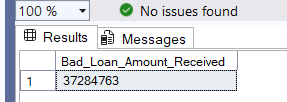 100 %
No issues found
Results
Messages
Bad_Loan_Amount_Received
1
37284763